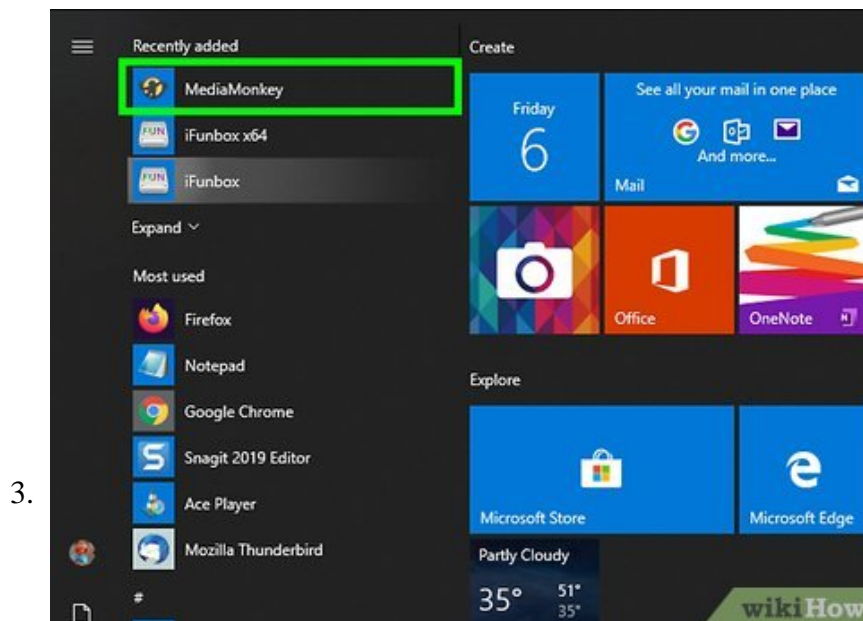 Recently added
MediaMonkey
FUN
iFunbox x64
FUN
iFunbox
Expand
Most used
Firefox
Notepad
Google Chrome
Snagit 2019 Editor
3.
Ace Player
Mozilla Thunderbird
#
Create
Friday
6
See all your mail in one place
And more...
Mail
Office
OneNote
Explore
Microsoft Store
Microsoft Edge
Partly Cloudy
35° 51°
35°
wikiHow